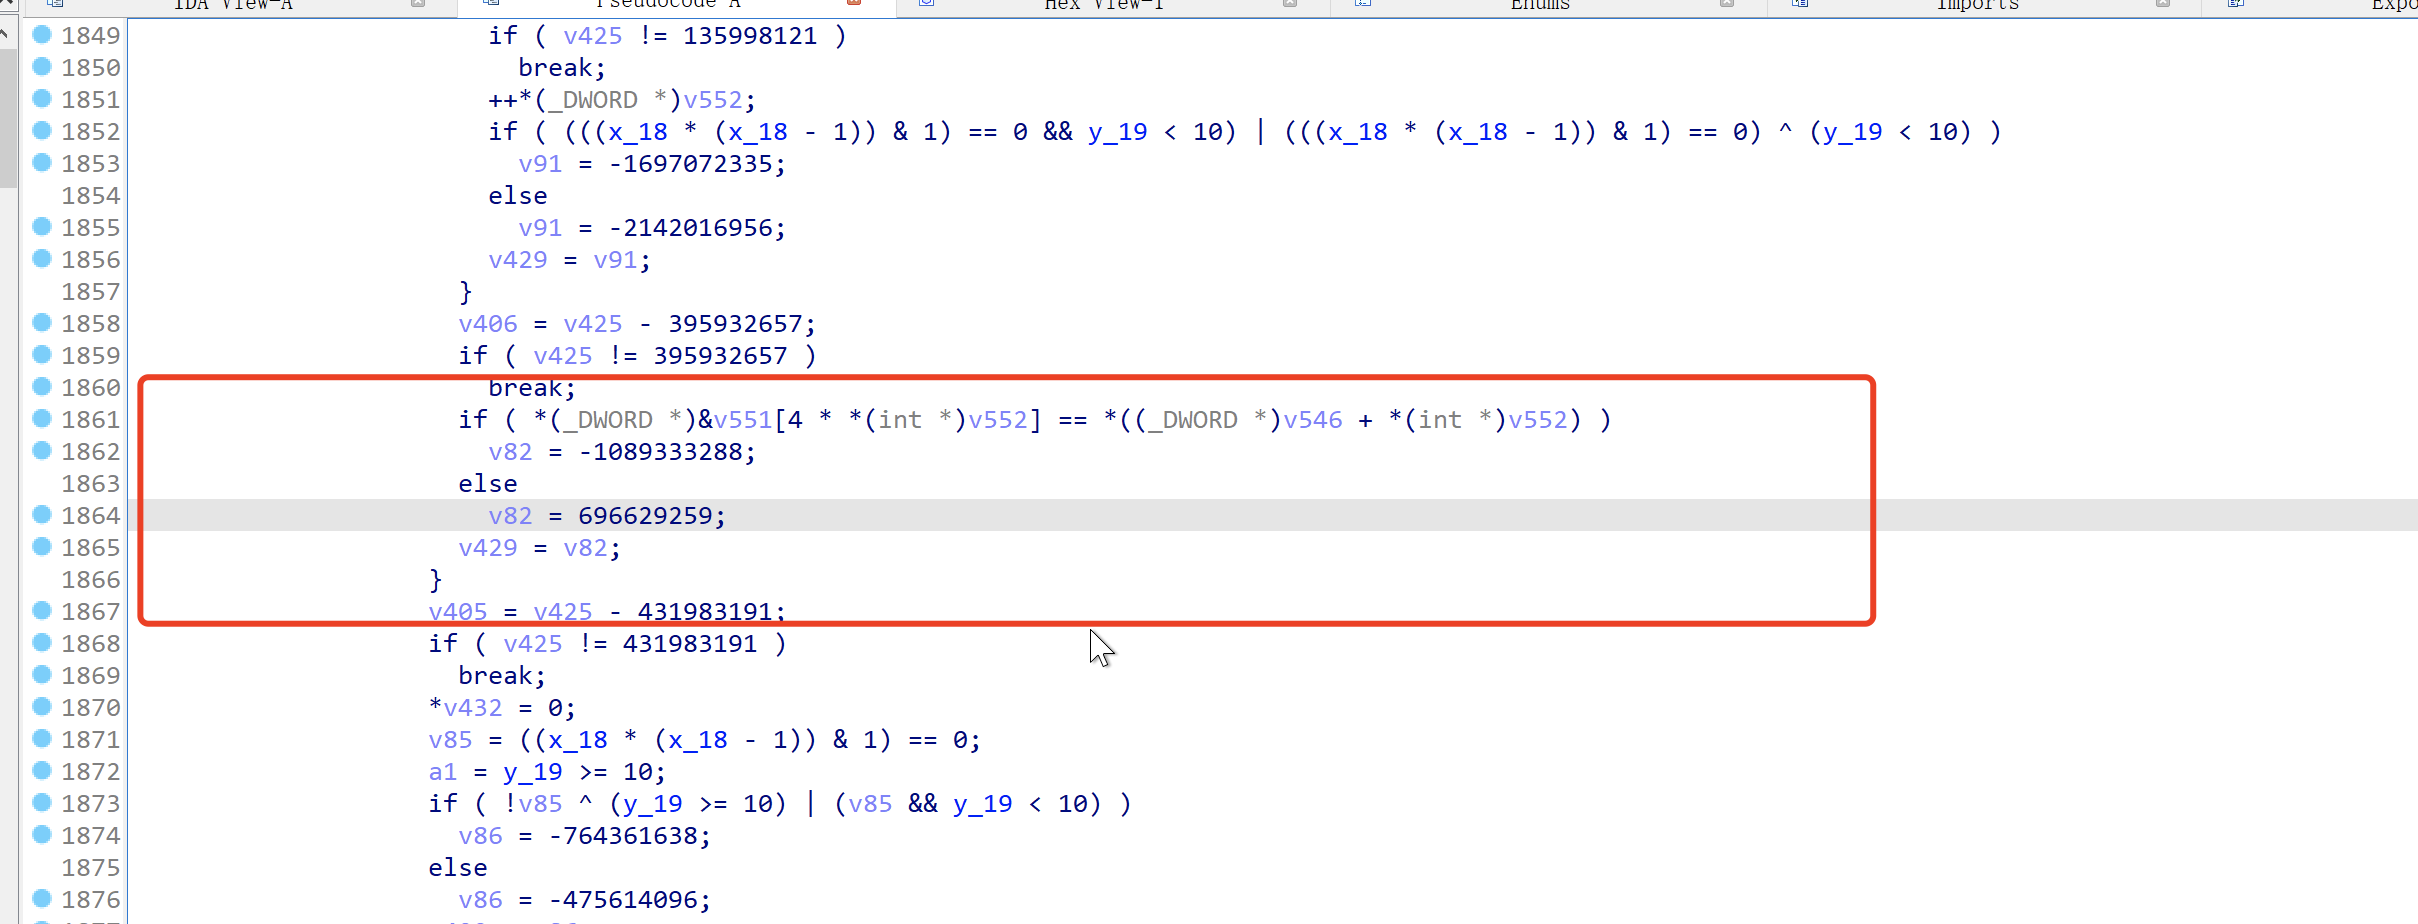 IDA View-A Pseudocode-A Hex View-1 Enums Imports
1849 if ( v425 != 135998121 )
1850 break;
1851 ++*(_DWORD *)v552;
1852 if ( (((x_18 * (x_18 - 1)) & 1) == 0 && y_19 < 10) | (((x_18 * (x_18 - 1)) & 1) == 0) ^ (y_19 < 10) )
1853 v91 = -1697072335;
1854 else
1855 v91 = -2142016956;
1856 v429 = v91;
1857 }
1858 v406 = v425 - 395932657;
1859 if ( v425 != 395932657 )
1860 break;
1861 if ( *(_DWORD *)&v551[4 * *(int *)v552] == *((_DWORD *)v546 + *(int *)v552) )
1862 v82 = -1089333288;
1863 else
1864 v82 = 696629259;
1865 v429 = v82;
1866 }
1867 v405 = v425 - 431983191;
1868 if ( v425 != 431983191 )
1869 break;
1870 *v432 = 0;
1871 v85 = ((x_18 * (x_18 - 1)) & 1) == 0;
1872 a1 = y_19 >= 10;
1873 if ( !v85 ^ (y_19 >= 10) | (v85 && y_19 < 10) )
1874 v86 = -764361638;
1875 else
1876 v86 = -475614096;